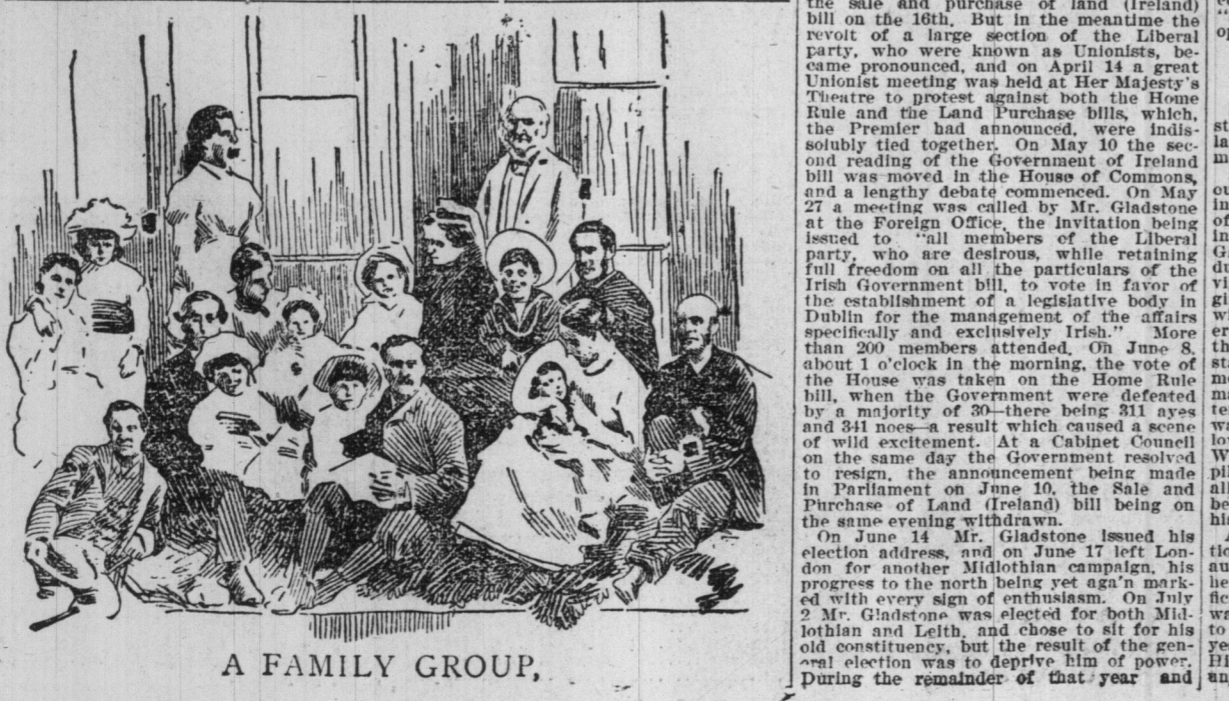 A FAMILY GROUP,
the sale and purchase of land (Ireland)
bill on the 16th. But in the meantime the
revolt of a large section of the Liberal
party, who were known as Unionists, be-
came pronounced, and on April 14 a great
Unionist meeting was held at Her Majesty's
Theatre to protest against both the Home
Rule and the Land Purchase bills, which,
the Premier had announced, were indis-
solubly tied together. On May 10 the sec-
ond reading of the Government of Ireland
bill was moved in the House of Commons,
and a lengthy debate commenced. On May
27 a meeting was called by Mr. Gladstone
at the Foreign Office, the invitation being
issued to "all members of the Liberal
party, who are desirous, while retaining
full freedom on all the particulars of the
Irish Government bill, to vote in favor of
the establishment of a legislative body in
Dublin for the management of the affairs
specifically and exclusively Irish." More
than 200 members attended. On June 8,
about 1 o'clock in the morning, the vote of
the House was taken on the Home Rule
bill, when the Government were defeated
by a majority of 30—there being 311 ayes
and 341 noes—a result which caused a scene
of wild excitement. At a Cabinet Council
on the same day the Government resolved
to resign, the announcement being made
in Parliament on June 10, the Sale and
Purchase of Land (Ireland) bill being on
the same evening withdrawn.
On June 14 Mr. Gladstone issued his
election address, and on June 17 left Lon-
don for another Midlothian campaign, his
progress to the north being yet aga'n mark-
ed with every sign of enthusiasm. On July
2 Mr. Gladstone was elected for both Mid-
lothian and Leith, and chose to sit for his
old constituency, but the result of the gen-
eral election was to deprive him of power.
During the remainder of that year and